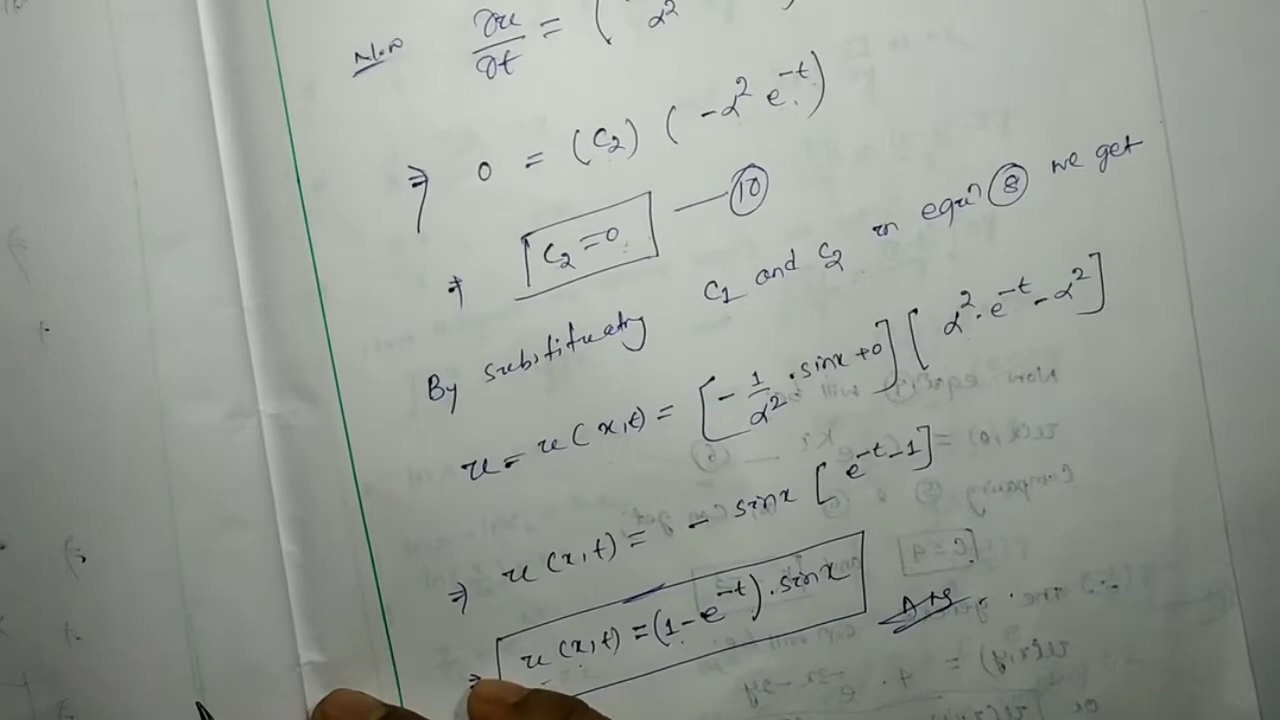 Now ∂u/∂t = ( α²
⇒ 0 = (C₂) (-α² e^-t)
⇒ C₂ = 0 — (10)
By substituting C₁ and C₂ in equⁿ (8) we get
u = u(x,t) = [-1/α² · sinx + 0] [α² · e^-t - α²]
⇒ u(x,t) = - sinx [e^-t - 1]
⇒ u(x,t) = (1 - e^-t) · sinx Ans.